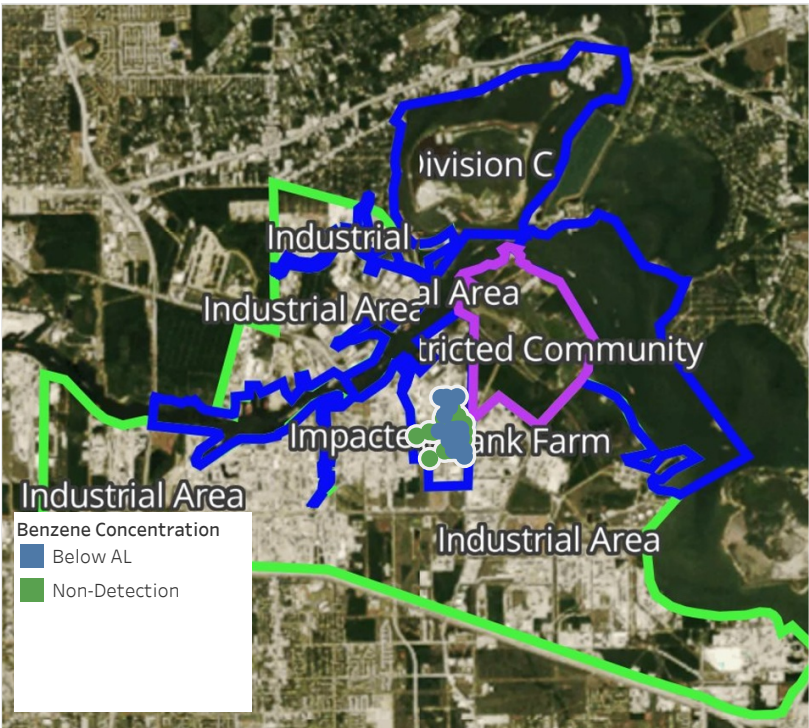 Division C
Industrial
Industrial Area
al Area
tricted Community
Impacte
ank Farm
Industrial Area
Industrial Area
Benzene Concentration
Below AL
Non-Detection